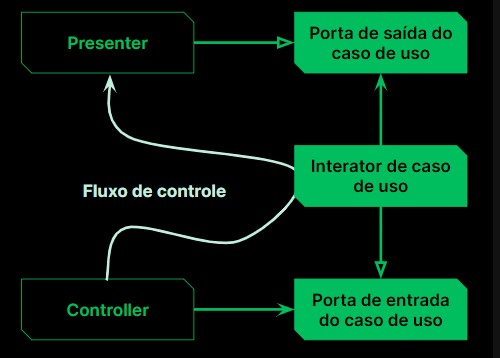 Presenter
Porta de saída do
caso de uso
Interator de caso
de uso
Fluxo de controle
Controller
Porta de entrada
do caso de uso